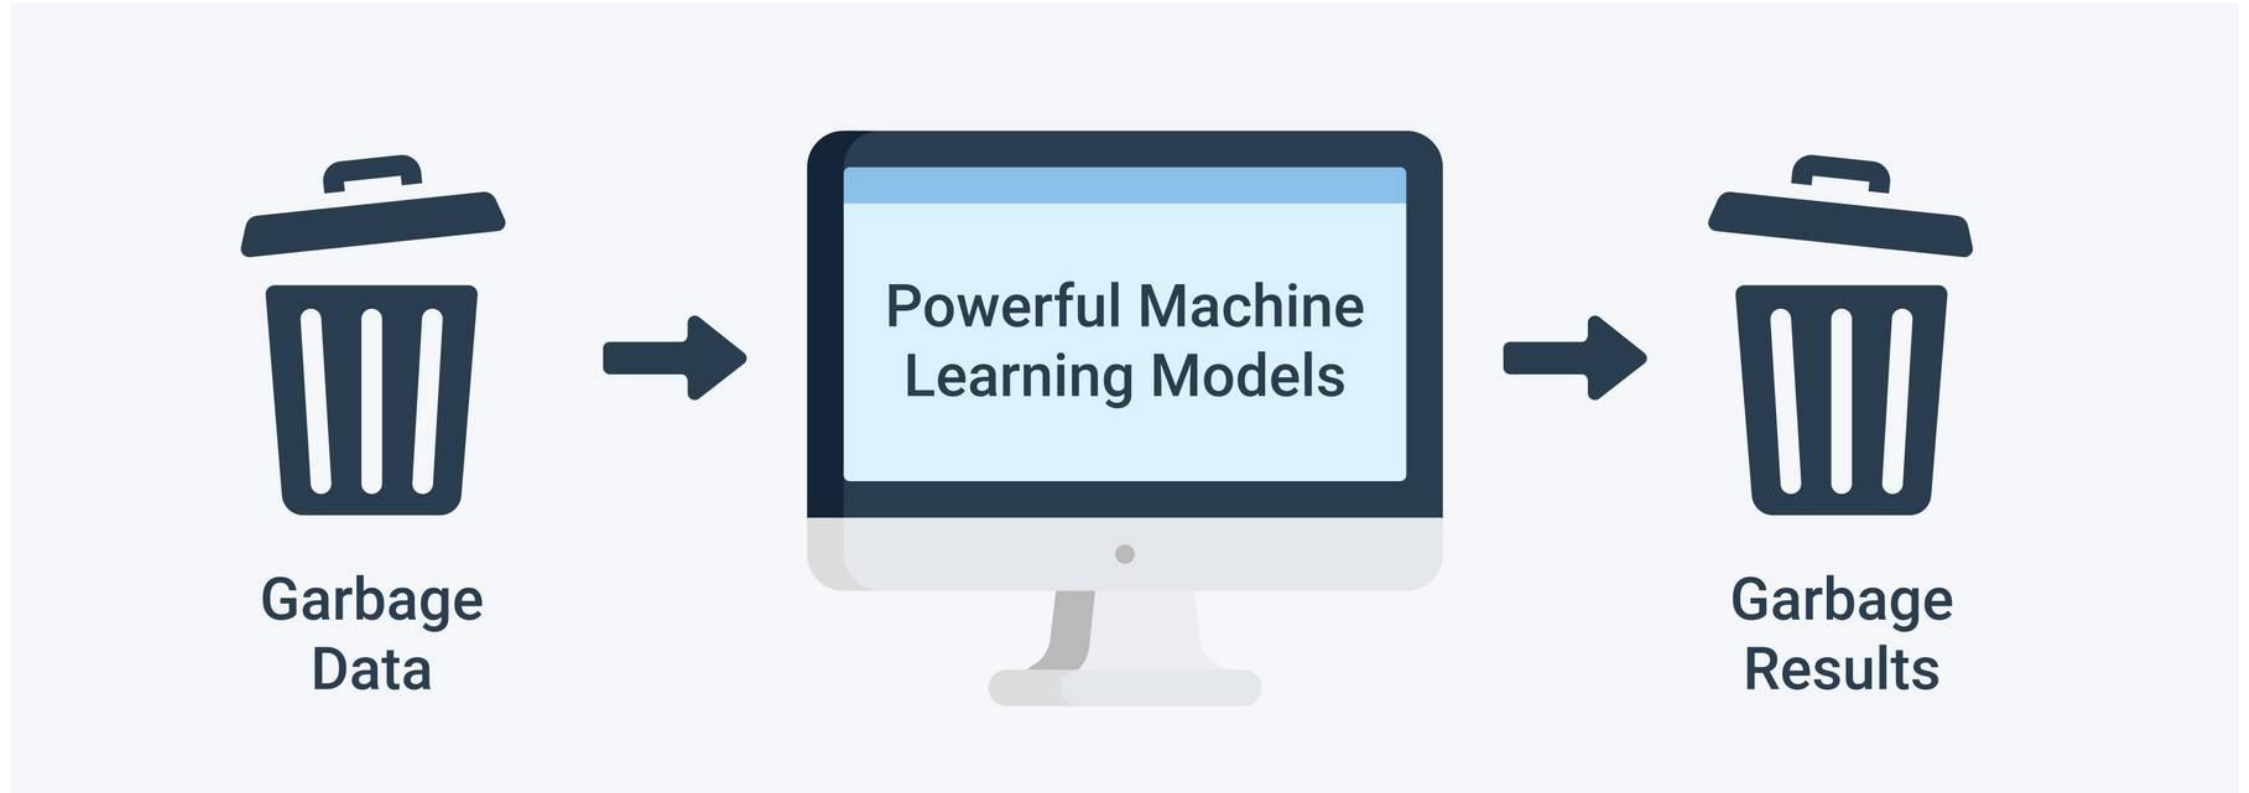 Garbage
Data
Powerful Machine
Learning Models
Garbage
Results